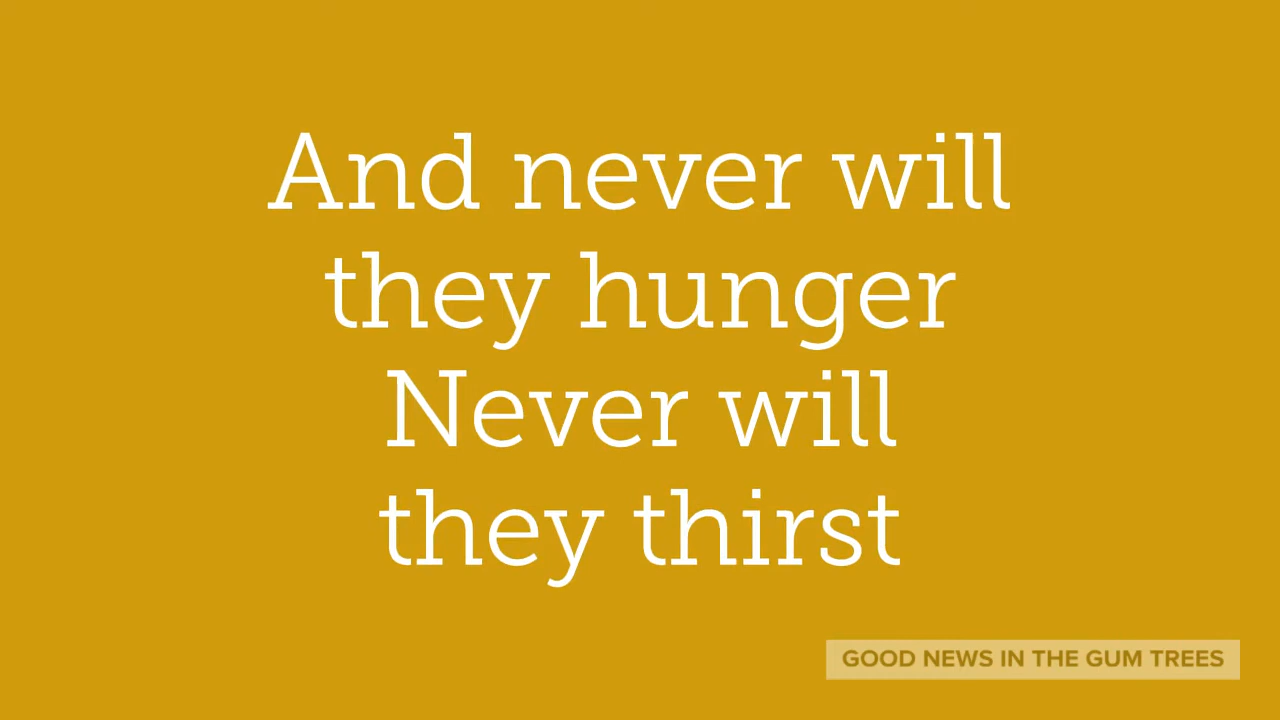 And never will
they hunger
Never will
they thirst
GOOD NEWS IN THE GUM TREES